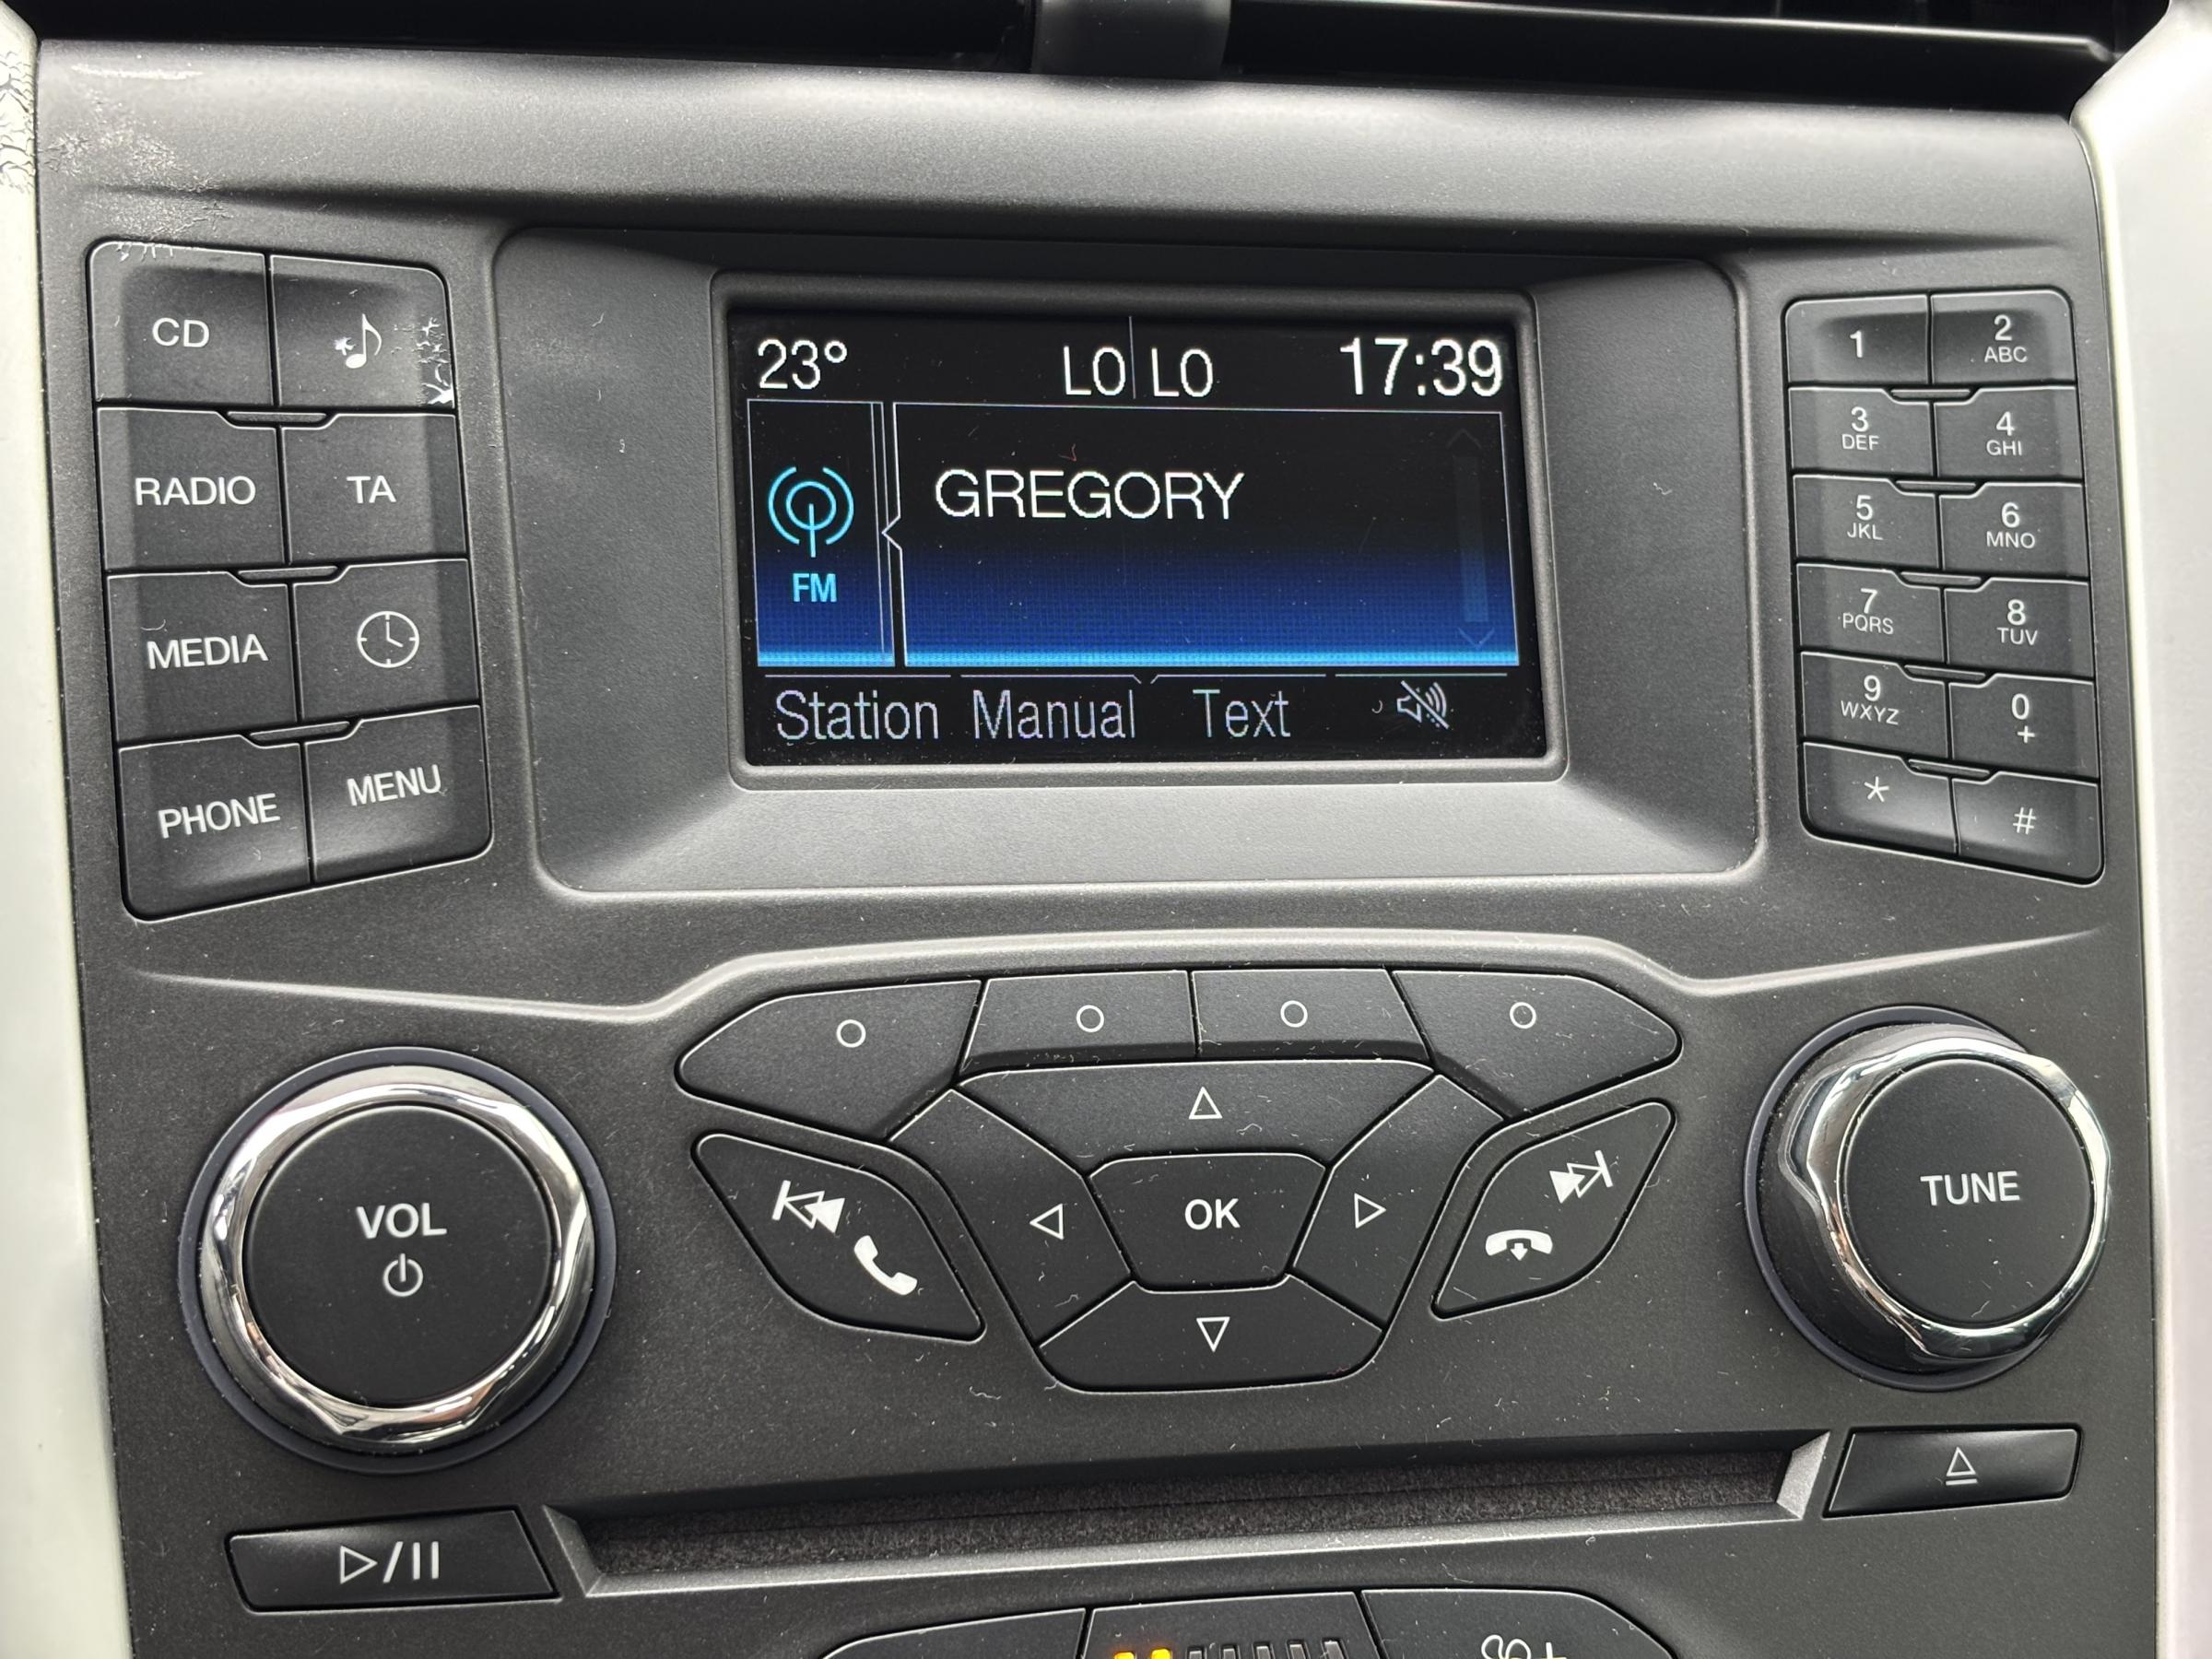 23° LO LO 17:39
FM
GREGORY
Station Manual Text
CD
RADIO TA
MEDIA
PHONE MENU
1 2 ABC
3 DEF 4 GHI
5 JKL 6 MNO
7 PQRS 8 TUV
9 WXYZ 0 +
* #
VOL
OK
TUNE